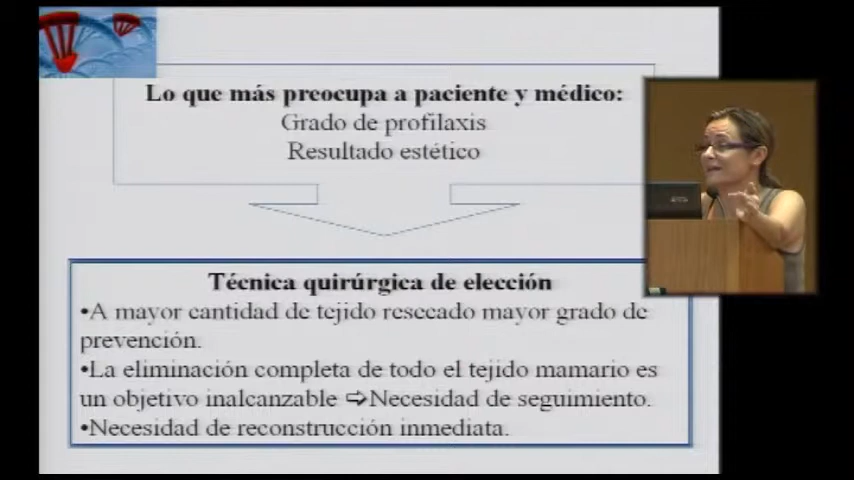 Lo que más preocupa a paciente y médico:
Grado de profilaxis
Resultado estético
Técnica quirúrgica de elección
•A mayor cantidad de tejido resecado mayor grado de
prevención.
•La eliminación completa de todo el tejido mamario es
un objetivo inalcanzable ⇨Necesidad de seguimiento.
•Necesidad de reconstrucción inmediata.